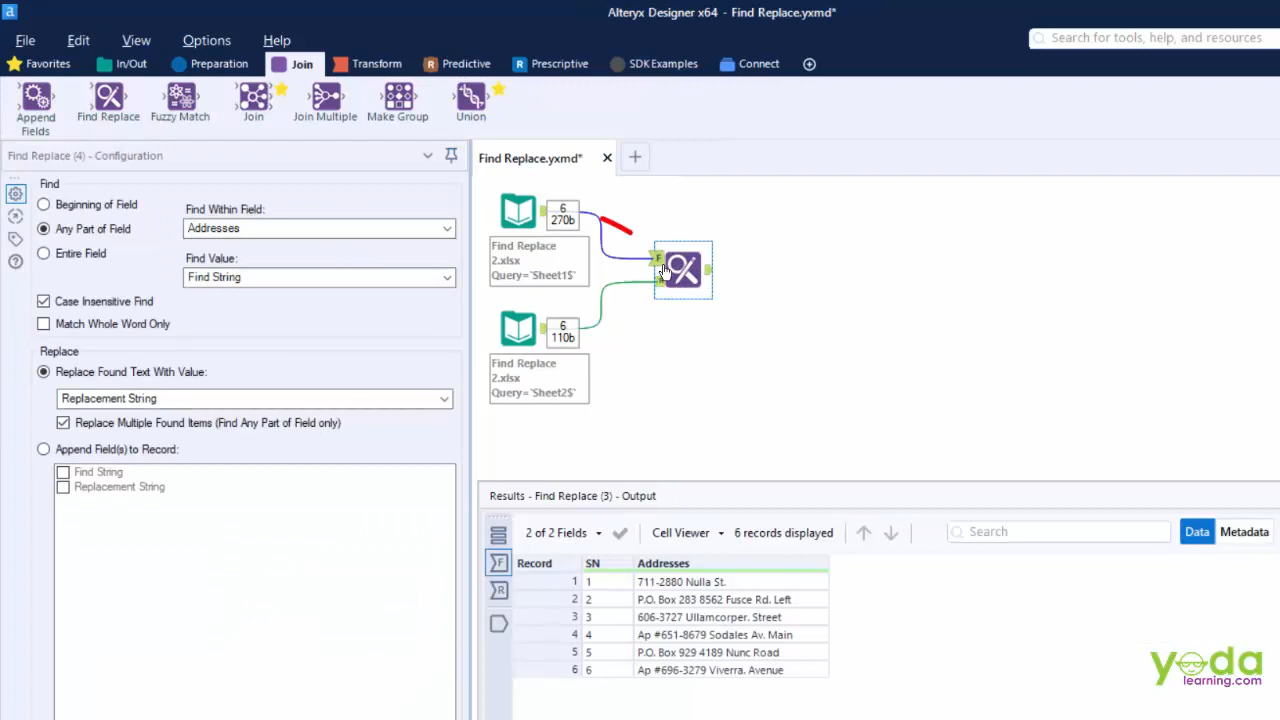 a
Alteryx Designer x64 - Find Replace.yxmd*
File Edit View Options Help
Search for tools, help, and resources
Favorites In/Out Preparation Join Transform R Predictive R Prescriptive SDK Examples Connect
Append Fields
Find Replace
Fuzzy Match
Join
Join Multiple
Make Group
Union
Find Replace (4) - Configuration
Find
Beginning of Field
Any Part of Field
Entire Field
Find Within Field:
Addresses
Find Value:
Find String
Case Insensitive Find
Match Whole Word Only
Replace
Replace Found Text With Value:
Replacement String
Replace Multiple Found Items (Find Any Part of Field only)
Append Field(s) to Record:
Find String
Replacement String
Find Replace.yxmd*
6
270b
Find Replace
2.xlsx
Query=`Sheet1$`
F
6
110b
Find Replace
2.xlsx
Query=`Sheet2$`
Results - Find Replace (3) - Output
2 of 2 Fields Cell Viewer 6 records displayed Search Data Metadata
F
R
Record SN Addresses
1 1 711-2880 Nulla St.
2 2 P.O. Box 283 8562 Fusce Rd. Left
3 3 606-3727 Ullamcorper. Street
4 4 Ap #651-8679 Sodales Av. Main
5 5 P.O. Box 929 4189 Nunc Road
6 6 Ap #696-3279 Viverra. Avenue
yoda
learning.com